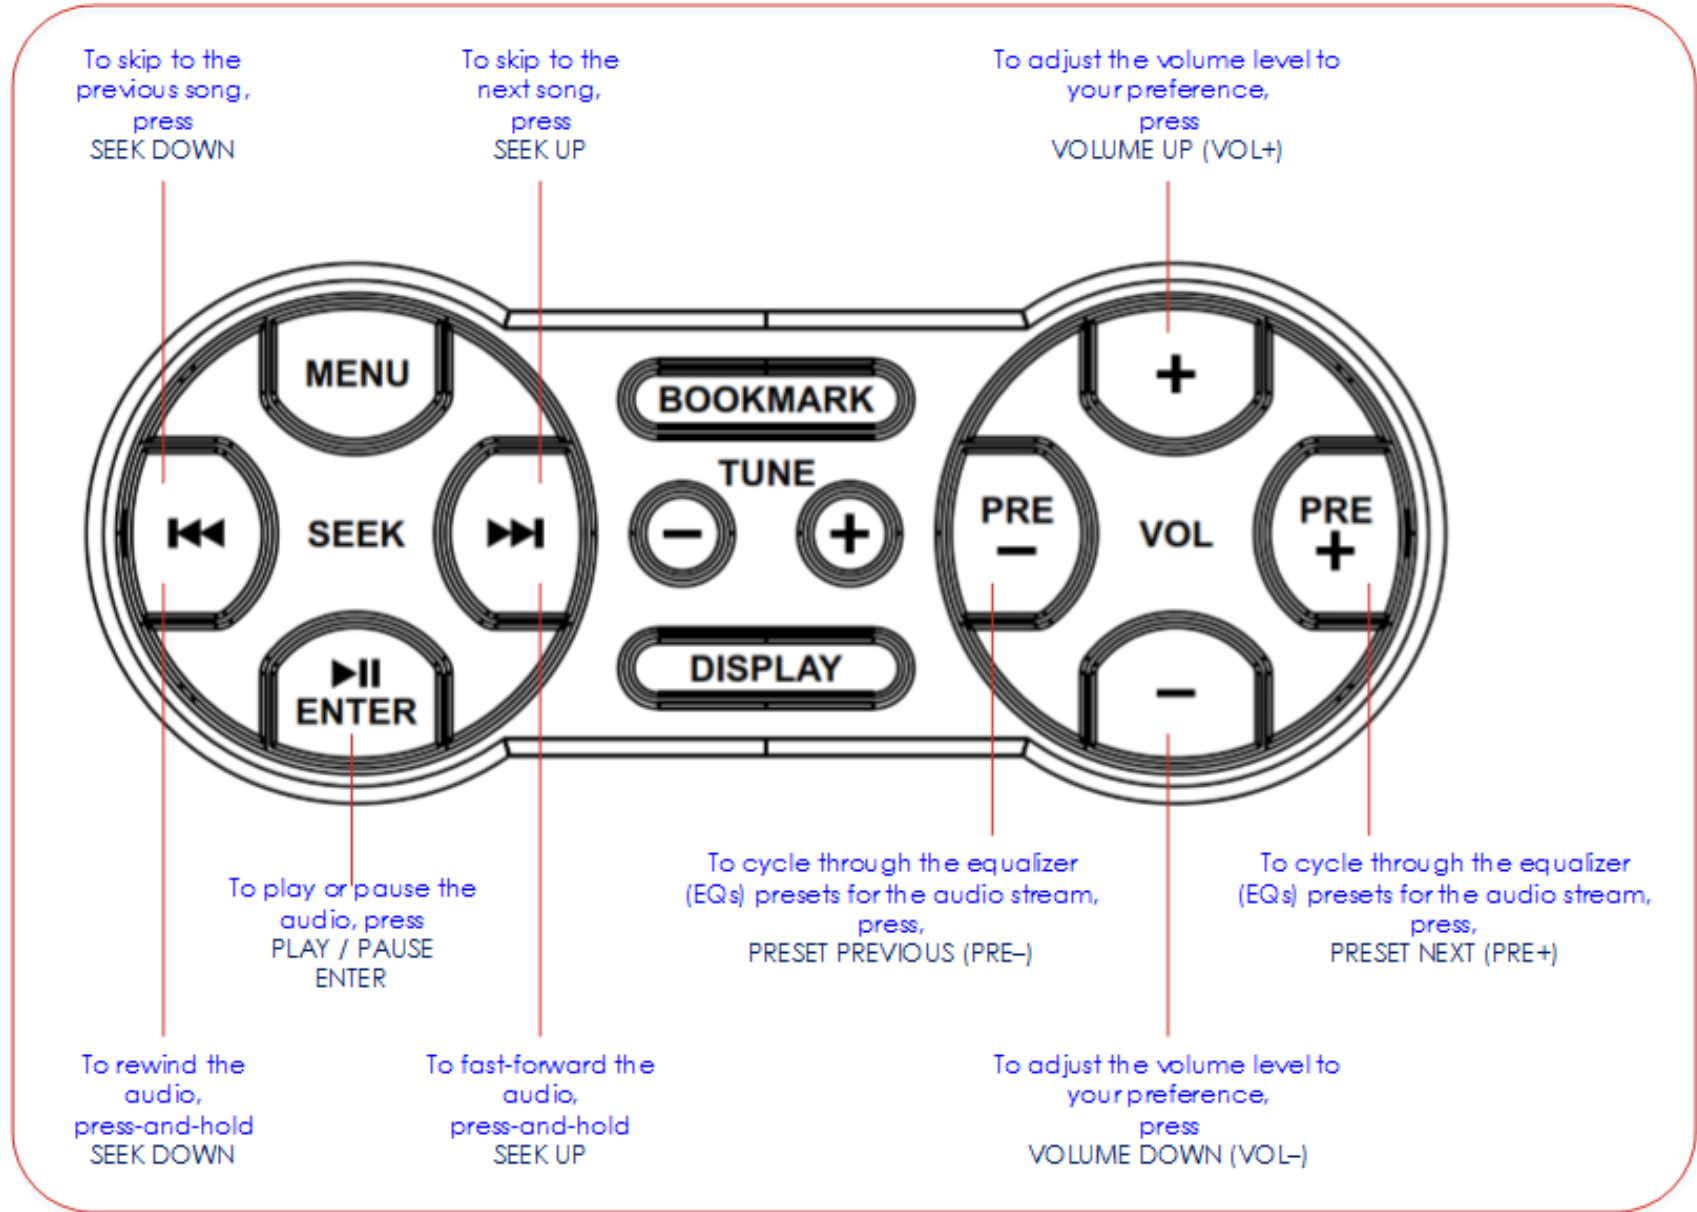 To skip to the
previous song,
press
SEEK DOWN
To skip to the
next song,
press
SEEK UP
To adjust the volume level to
your preference,
press
VOLUME UP (VOL+)
MENU
SEEK
ENTER
BOOKMARK
TUNE
−
+
DISPLAY
+
PRE
−
VOL
PRE
+
−
To play or pause the
audio, press
PLAY / PAUSE
ENTER
To cycle through the equalizer
(EQs) presets for the audio stream,
press,
PRESET PREVIOUS (PRE–)
To cycle through the equalizer
(EQs) presets for the audio stream,
press,
PRESET NEXT (PRE+)
To rewind the
audio,
press-and-hold
SEEK DOWN
To fast-forward the
audio,
press-and-hold
SEEK UP
To adjust the volume level to
your preference,
press
VOLUME DOWN (VOL–)